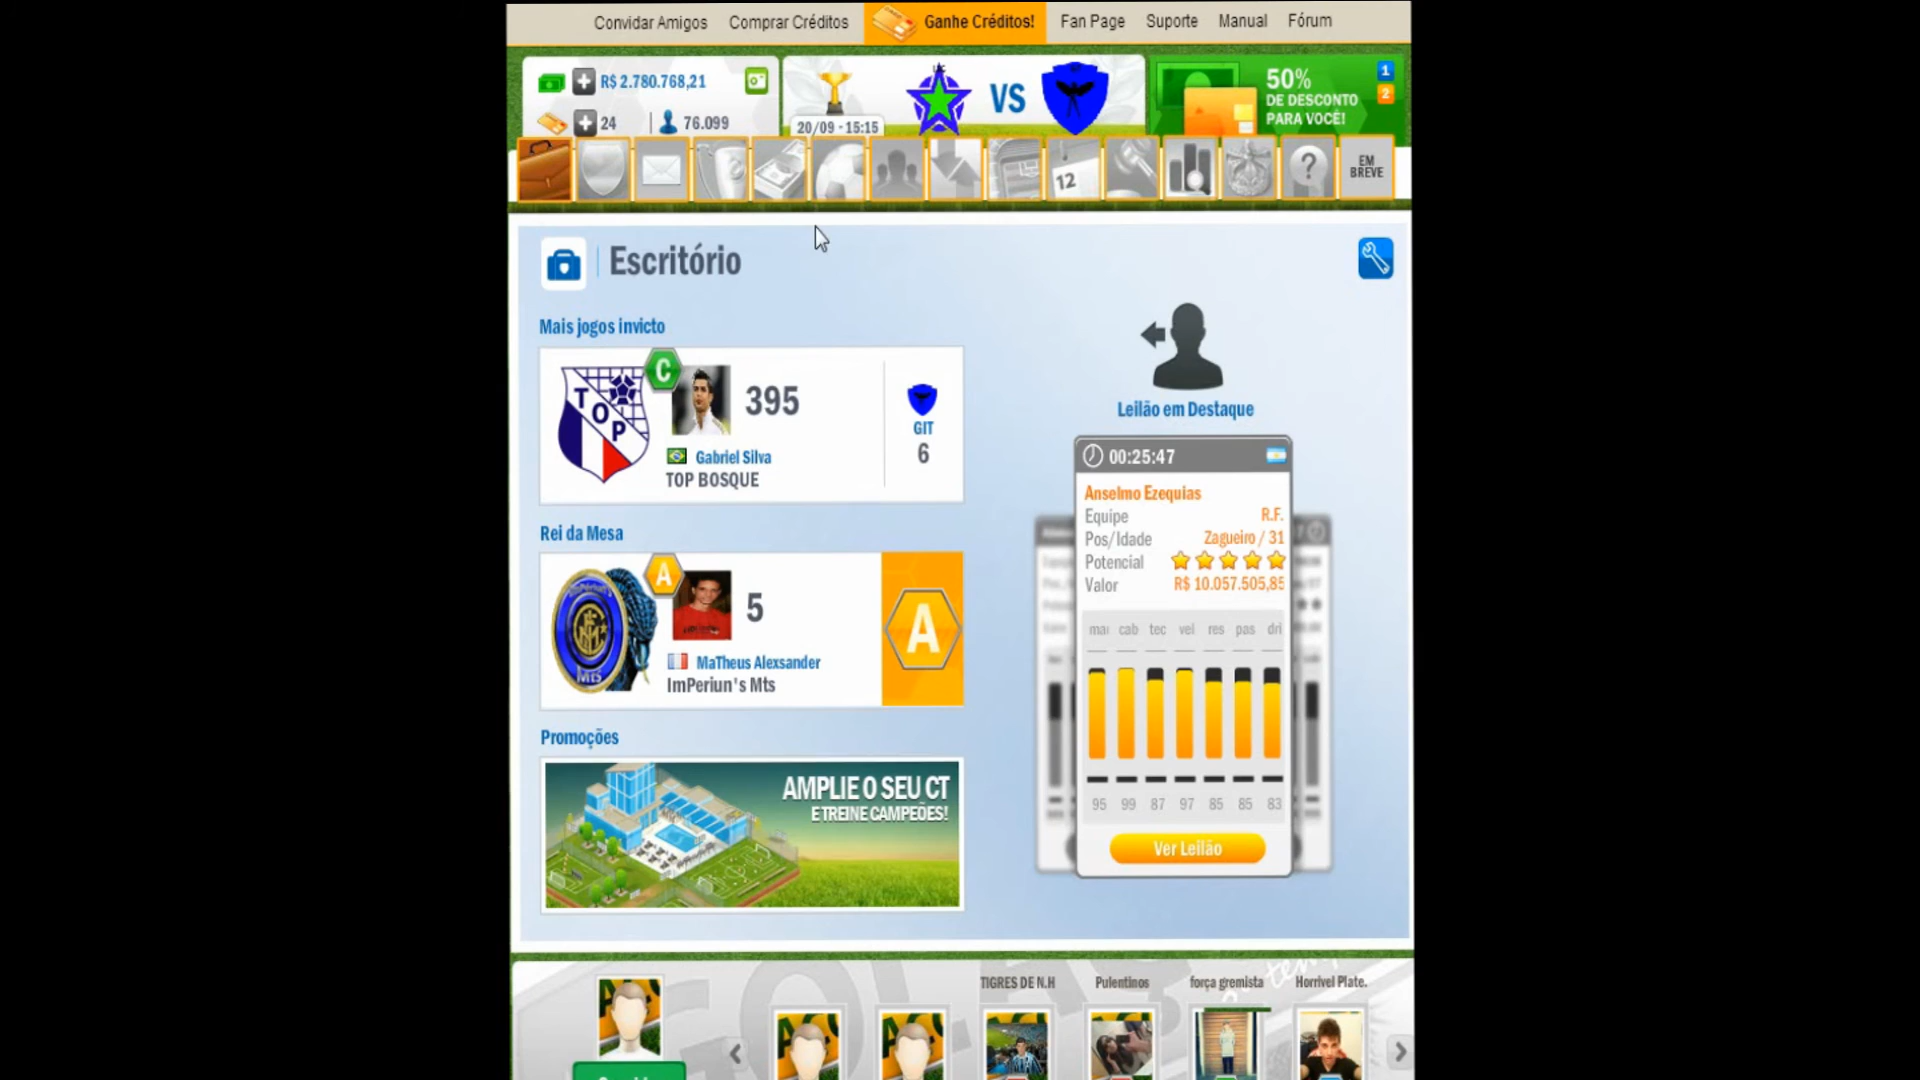 Convidar Amigos
Comprar Créditos
Ganhe Créditos!
Fan Page
Suporte
Manual
Fórum
R$ 2.780.768,21
24
76.099
20/09 - 15:15
VS
50%
DE DESCONTO
PARA VOCÊ!
1
2
12
?
EM
BREVE
Escritório
Mais jogos invicto
TOP
C
395
Gabriel Silva
TOP BOSQUE
GIT
6
Rei da Mesa
Mts
A
5
MaTheus Alexsander
ImPeriun's Mts
A
Promoções
AMPLIE O SEU CT
E TREINE CAMPEÕES!
Leilão em Destaque
00:25:47
Anselmo Ezequias
Equipe R.F.
Pos/Idade Zagueiro / 31
Potencial
Valor R$ 10.057.505,85
mai cab tec vel res pas dri
95 99 87 97 85 85 83
Ver Leilão
TIGRES DE N.H
Pulentinos
força gremista
Horrivel Plate.